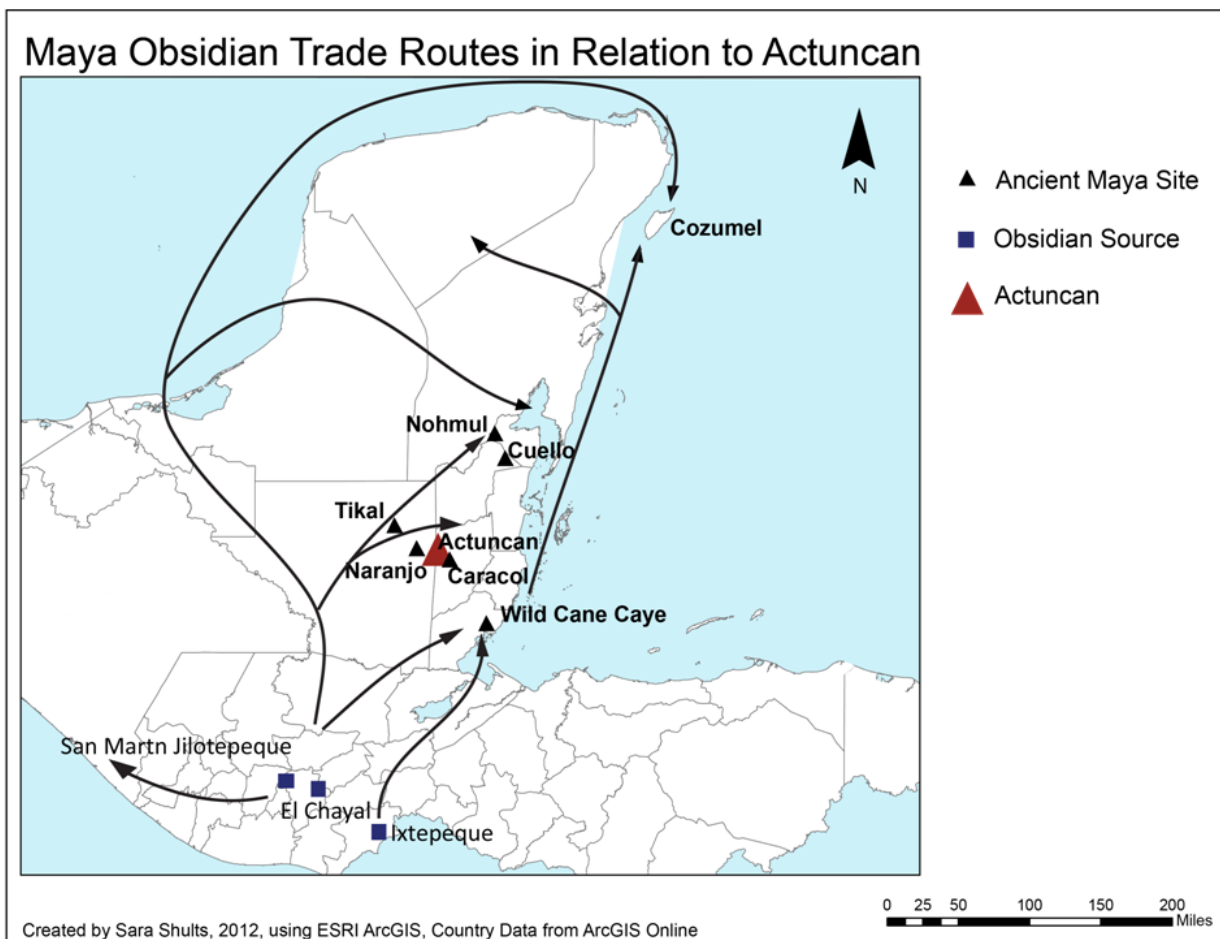 Maya Obsidian Trade Routes in Relation to Actuncan
N
Ancient Maya Site
Obsidian Source
Actuncan
Cozumel
Nohmul
Cuello
Tikal
Actuncan
Naranjo
Caracol
Wild Cane Caye
San Martn Jilotepeque
El Chayal
Ixtepeque
0 25 50 100 150 200
Miles
Created by Sara Shults, 2012, using ESRI ArcGIS, Country Data from ArcGIS Online